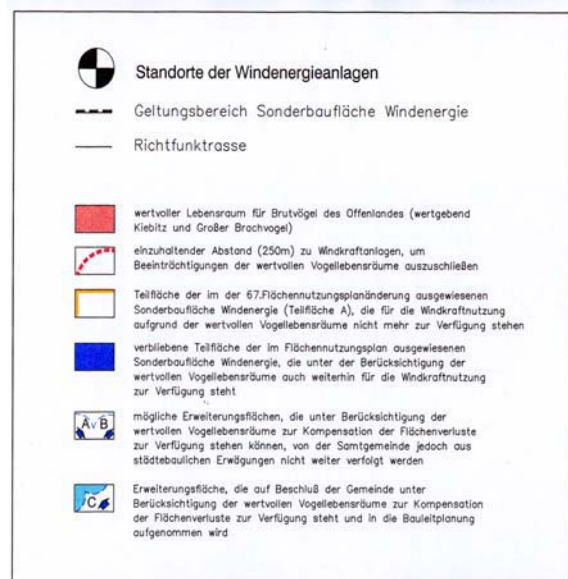 Standorte der Windenergieanlagen
Geltungsbereich Sonderbaufläche Windenergie
Richtfunktrasse
wertvoller Lebensraum für Brutvögel des Offenlandes (wertgebend
Kiebitz und Großer Brachvogel)
einzuhaltender Abstand (250m) zu Windkraftanlagen, um
Beeinträchtigungen der wertvollen Vogellebensräume auszuschließen
Teilfläche der im der 67.Flächennutzungsplanänderung ausgewiesenen
Sonderbaufläche Windenergie (Teilfläche A), die für die Windkraftnutzung
aufgrund der wertvollen Vogellebensräume nicht mehr zur Verfügung stehen
verbliebene Teilfläche der im Flächennutzungsplan ausgewiesenen
Sonderbaufläche Windenergie, die unter der Berücksichtigung der
wertvollen Vogellebensräume auch weiterhin für die Windkraftnutzung
zur Verfügung steht
A v B
mögliche Erweiterungsflächen, die unter Berücksichtigung der
wertvollen Vogellebensräume zur Kompensation der Flächenverluste
zur Verfügung stehen können, von der Samtgemeinde jedoch aus
städtebaulichen Erwägungen nicht weiter verfolgt werden
C
Erweiterungsfläche, die auf Beschluß der Gemeinde unter
Berücksichtigung der wertvollen Vogellebensräume zur Kompensation
der Flächenverluste zur Verfügung steht und in die Bauleitplanung
aufgenommen wird